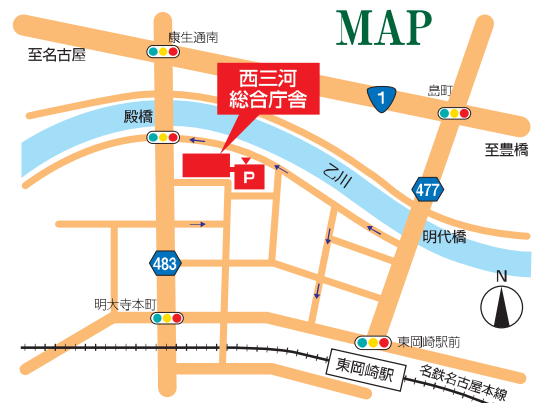 MAP
康生通南
至名古屋
西三河
総合庁舎
1
島町
殿橋
至豊橋
P
乙川
477
明代橋
483
N
明大寺本町
東岡崎駅前
東岡崎駅
名鉄名古屋本線